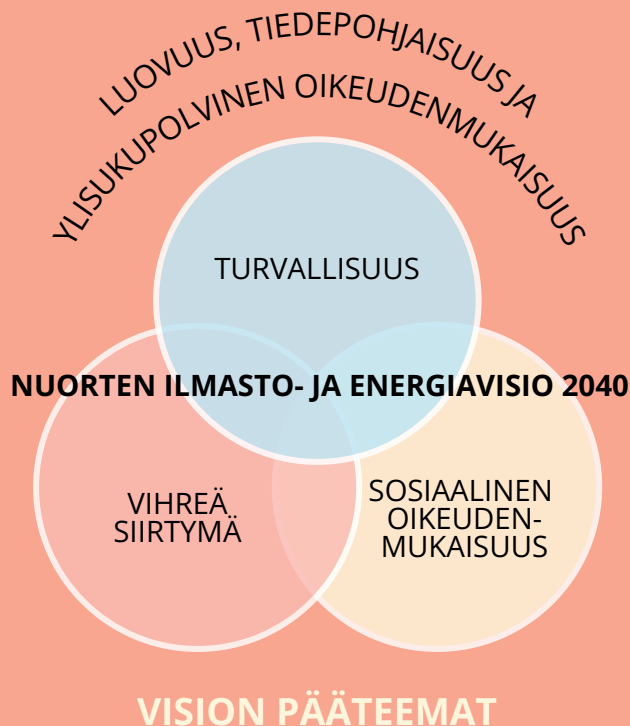 LUOVUUS, TIEDEPOHJAISUUS JA
YLISUKUPOLVINEN OIKEUDENMUKAISUUS
TURVALLISUUS
NUORTEN ILMASTO- JA ENERGIAVISIO 2040
VIHREÄ
SIIRTYMÄ
SOSIAALINEN
OIKEUDEN-
MUKAISUUS
VISION PÄÄTEEMAT